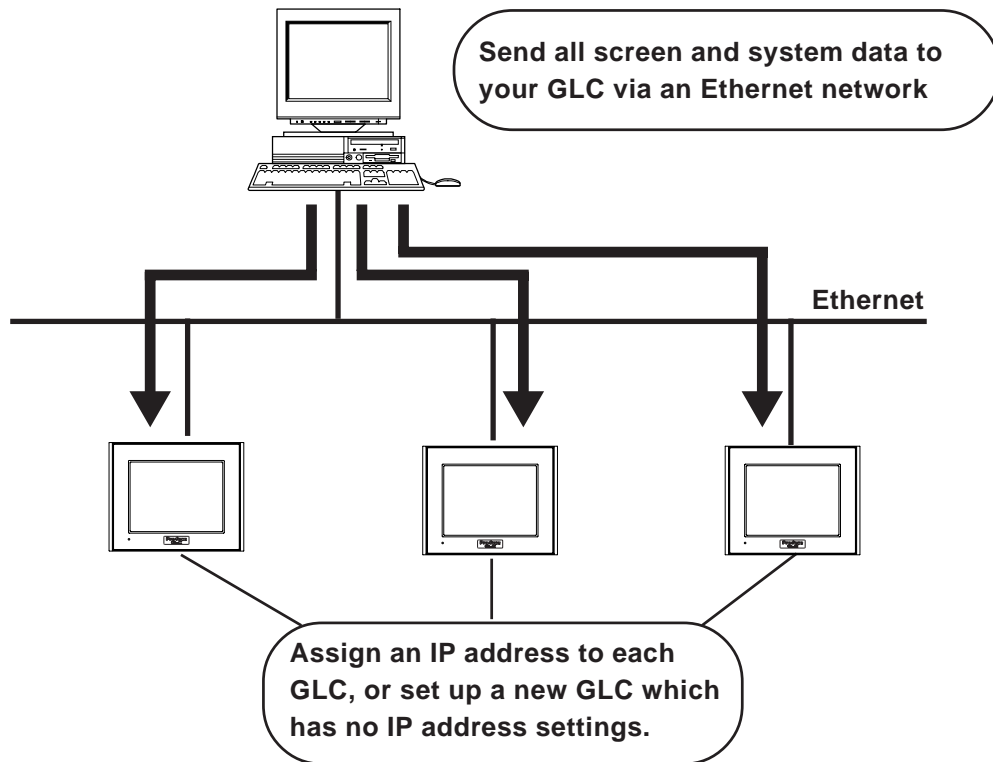 Send all screen and system data to
your GLC via an Ethernet network
Ethernet
Assign an IP address to each
GLC, or set up a new GLC which
has no IP address settings.